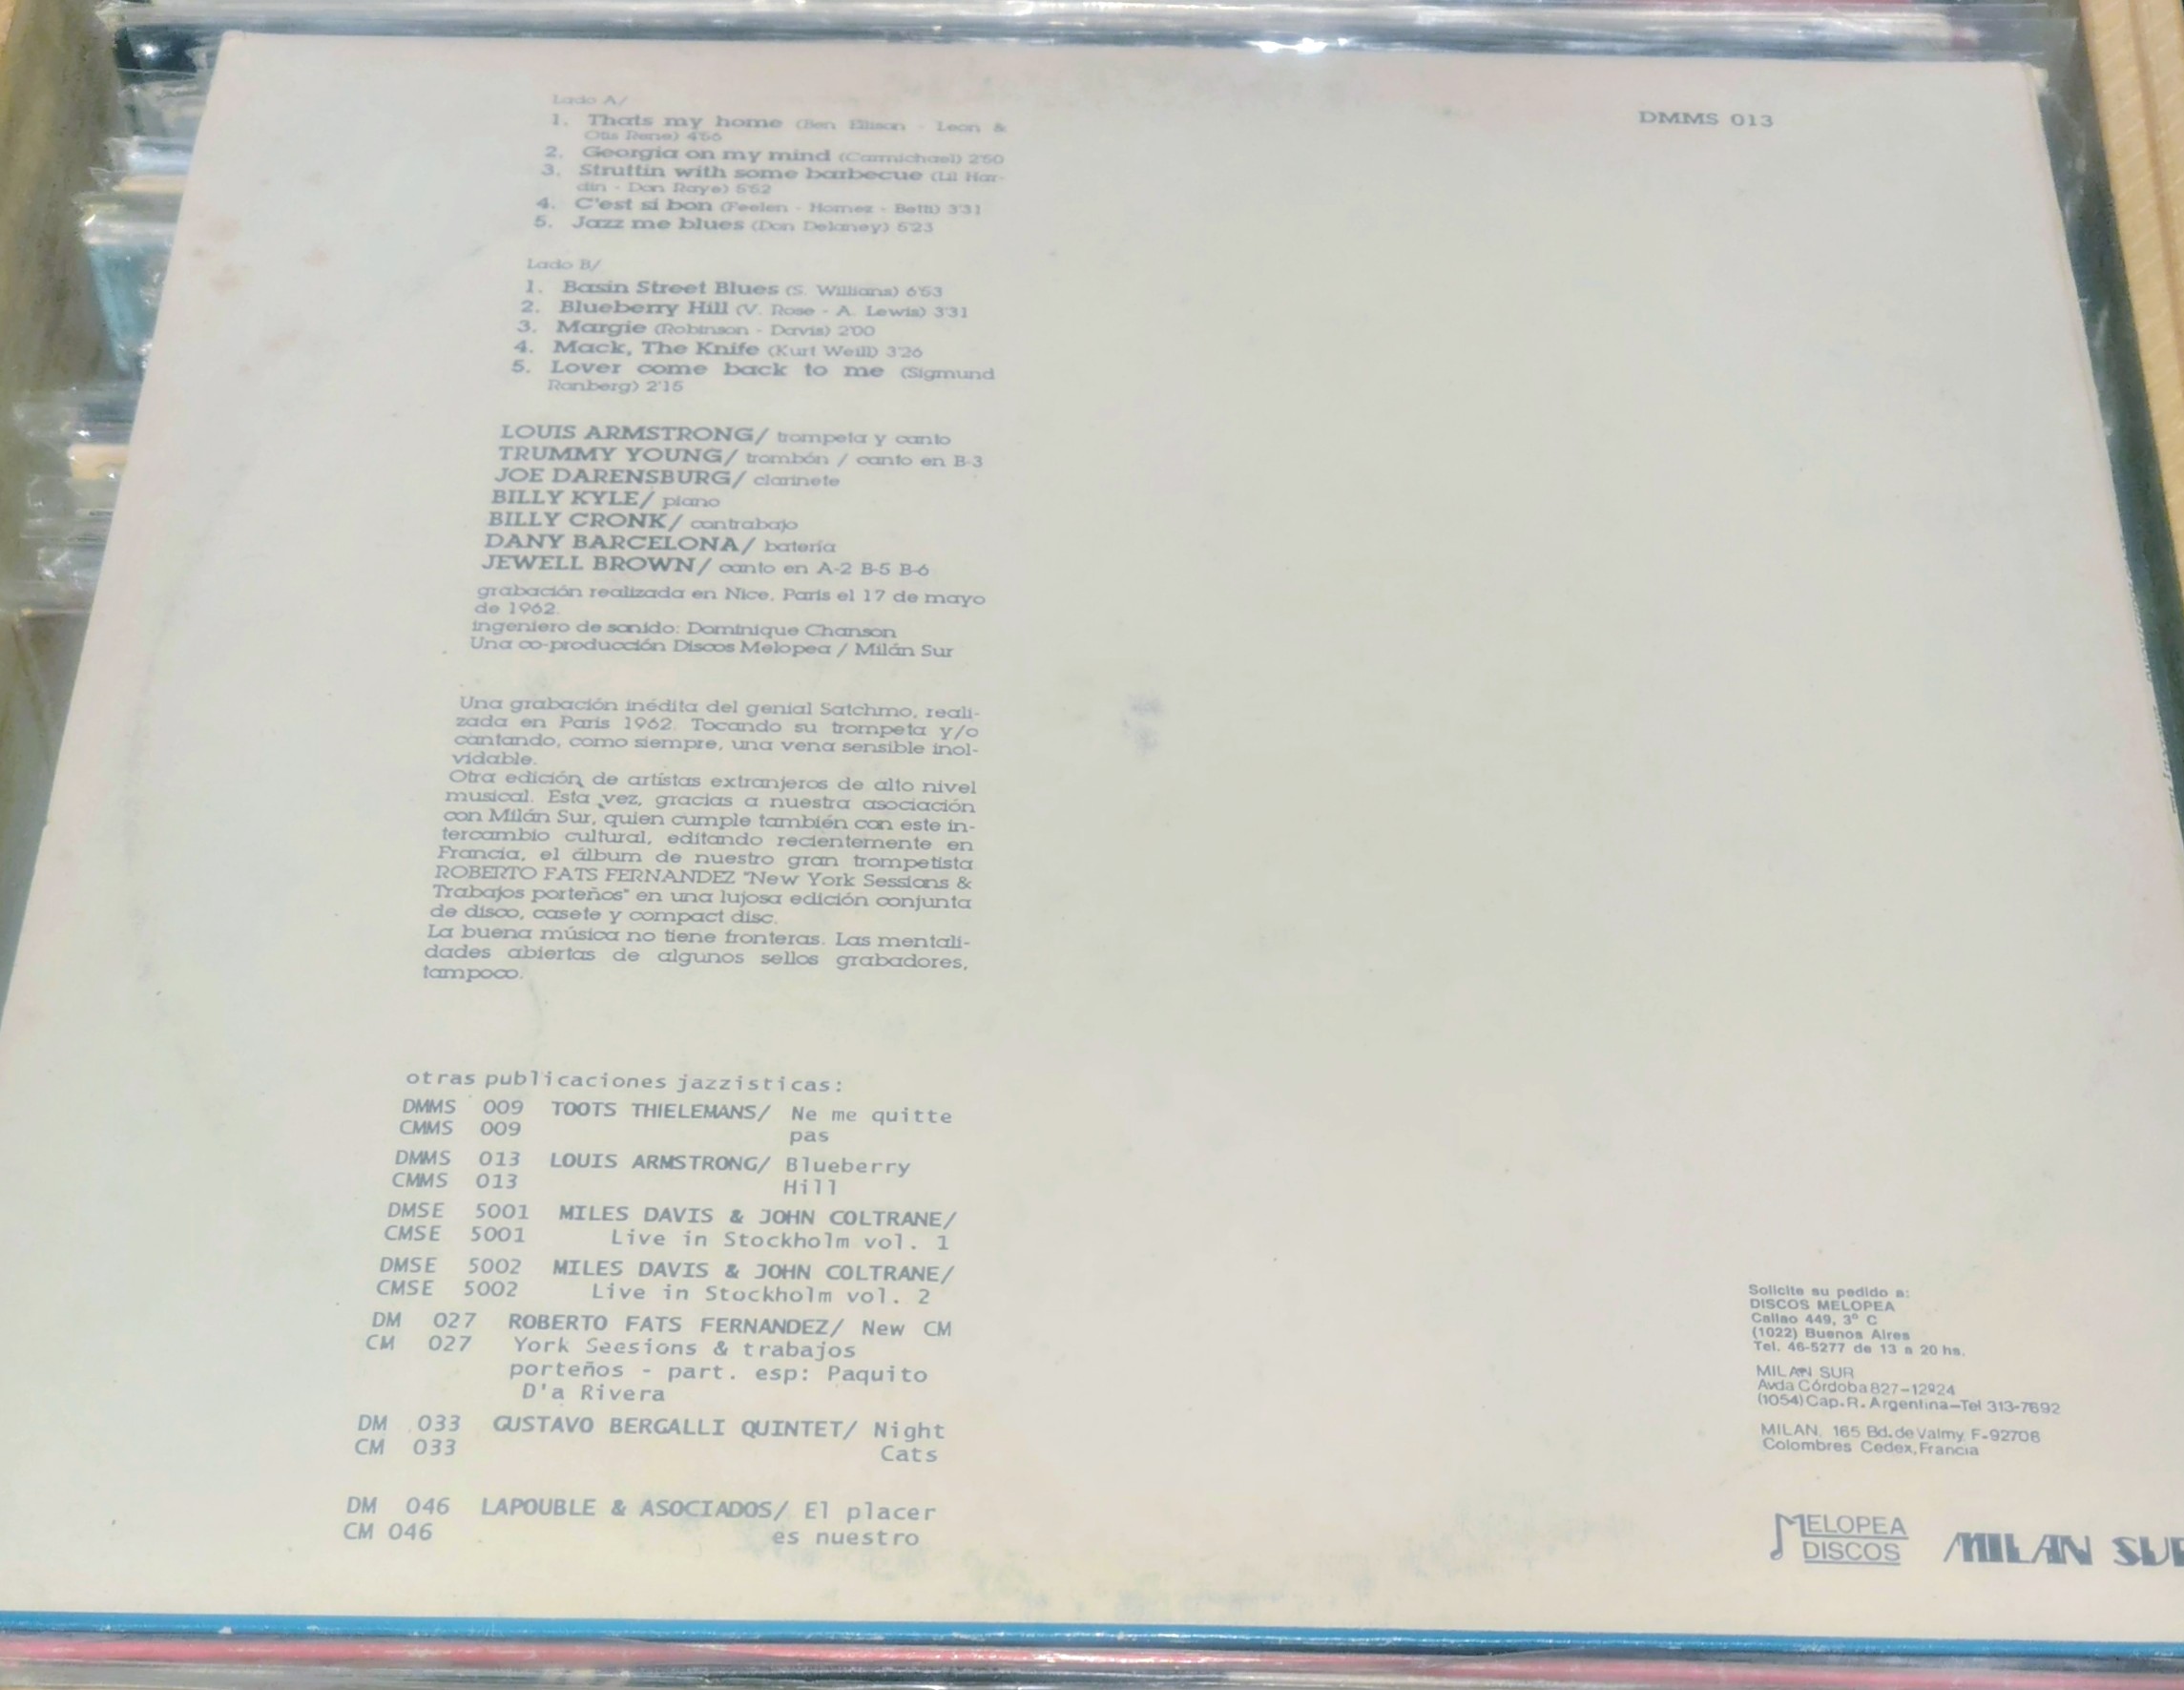 Lado A/
1. Thats my home (Ben Ellison - Leon &
Otis Rene) 4'56
2. Georgia on my mind (Carmichael) 2'50
3. Struttin with some barbecue (Lil Har-
din - Don Raye) 5'52
4. C'est si bon (Feelen - Hornez - Betti) 3'31
5. Jazz me blues (Don Delaney) 5'23
Lado B/
1. Basin Street Blues (S. Willians) 6'53
2. Blueberry Hill (V. Rose - A. Lewis) 3'31
3. Margie (Robinson - Davis) 2'00
4. Mack, The Knife (Kurt Weill) 3'26
5. Lover come back to me (Sigmund
Ronberg) 2'15
LOUIS ARMSTRONG/ trompeta y canto
TRUMMY YOUNG/ trombón / canto en B-3
JOE DARENSBURG/ clarinete
BILLY KYLE/ piano
BILLY CRONK/ contrabajo
DANY BARCELONA/ batería
JEWELL BROWN/ canto en A-2 B-5 B-6
grabación realizada en Nice, París el 17 de mayo
de 1962.
ingeniero de sonido: Dominique Chanson
Una co-producción Discos Melopea / Milán Sur
Una grabación inédita del genial Satchmo, reali-
zada en París 1962. Tocando su trompeta y/o
cantando, como siempre, una vena sensible inol-
vidable.
Otra edición de artistas extranjeros de alto nivel
musical. Esta vez, gracias a nuestra asociación
con Milán Sur, quien cumple también con este in-
tercambio cultural, editando recientemente en
Francia, el álbum de nuestro gran trompetista
ROBERTO FATS FERNANDEZ "New York Sessions &
Trabajos porteños" en una lujosa edición conjunta
de disco, casete y compact disc.
La buena música no tiene fronteras. Las mentali-
dades abiertas de algunos sellos grabadores,
tampoco.
otras publicaciones jazzisticas:
DMMS 009 TOOTS THIELEMANS/ Ne me quitte
CMMS 009 pas
DMMS 013 LOUIS ARMSTRONG/ Blueberry
CMMS 013 Hill
DMSE 5001 MILES DAVIS & JOHN COLTRANE/
CMSE 5001 Live in Stockholm vol. 1
DMSE 5002 MILES DAVIS & JOHN COLTRANE/
CMSE 5002 Live in Stockholm vol. 2
DM 027 ROBERTO FATS FERNANDEZ/ New CM
CM 027 York Seesions & trabajos
porteños - part. esp: Paquito
D'a Rivera
DM 033 GUSTAVO BERGALLI QUINTET/ Night
CM 033 Cats
DM 046 LAPOUBLE & ASOCIADOS/ El placer
CM 046 es nuestro
DMMS 013
Solicite su pedido a:
DISCOS MELOPEA
Callao 449, 3º C
(1022) Buenos Aires
Tel. 46-5277 de 13 a 20 hs.
MILAN SUR
Avda Córdoba 827-12º24
(1054) Cap. R. Argentina-Tel 313-7692
MILAN, 165 Bd. de Valmy, F-92706
Colombres Cedex, Francia
MELOPEA
DISCOS
MILAN SUR